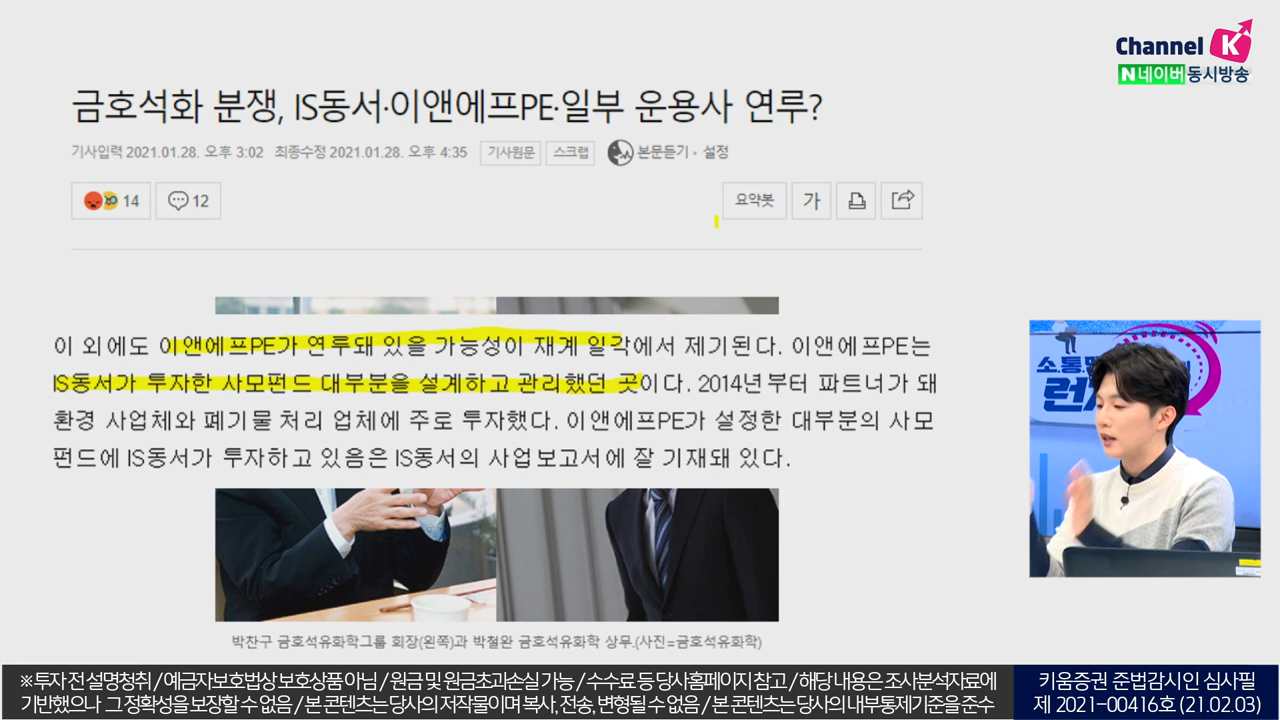 Channel K
N 네이버 동시방송
금호석화 분쟁, IS동서·이앤에프PE·일부 운용사 연루?
기사입력 2021.01.28. 오후 3:02 최종수정 2021.01.28. 오후 4:35 기사원문 스크랩 본문듣기 · 설정
14 12 요약봇 가
이 외에도 이앤에프PE가 연루돼 있을 가능성이 재계 일각에서 제기된다. 이앤에프PE는
IS동서가 투자한 사모펀드 대부분을 설계하고 관리했던 곳이다. 2014년부터 파트너가 돼
환경 사업체와 폐기물 처리 업체에 주로 투자했다. 이앤에프PE가 설정한 대부분의 사모
펀드에 IS동서가 투자하고 있음은 IS동서의 사업보고서에 잘 기재돼 있다.
박찬구 금호석유화학그룹 회장(왼쪽)과 박철완 금호석유화학 상무.(사진=금호석유화학)
※ 투자 전 설명청취 / 예금자보호법상 보호상품 아님 / 원금 및 원금초과손실 가능 / 수수료 등 당사홈페이지 참고 / 해당 내용은 조사분석자료에
기반했으나 그 정확성을 보장할 수 없음 / 본 콘텐츠는 당사의 저작물이며 복사, 전송, 변형될 수 없음 / 본 콘텐츠는 당사의 내부통제기준을 준수
키움증권 준법감시인 심사필
제 2021-00416호 (21.02.03)